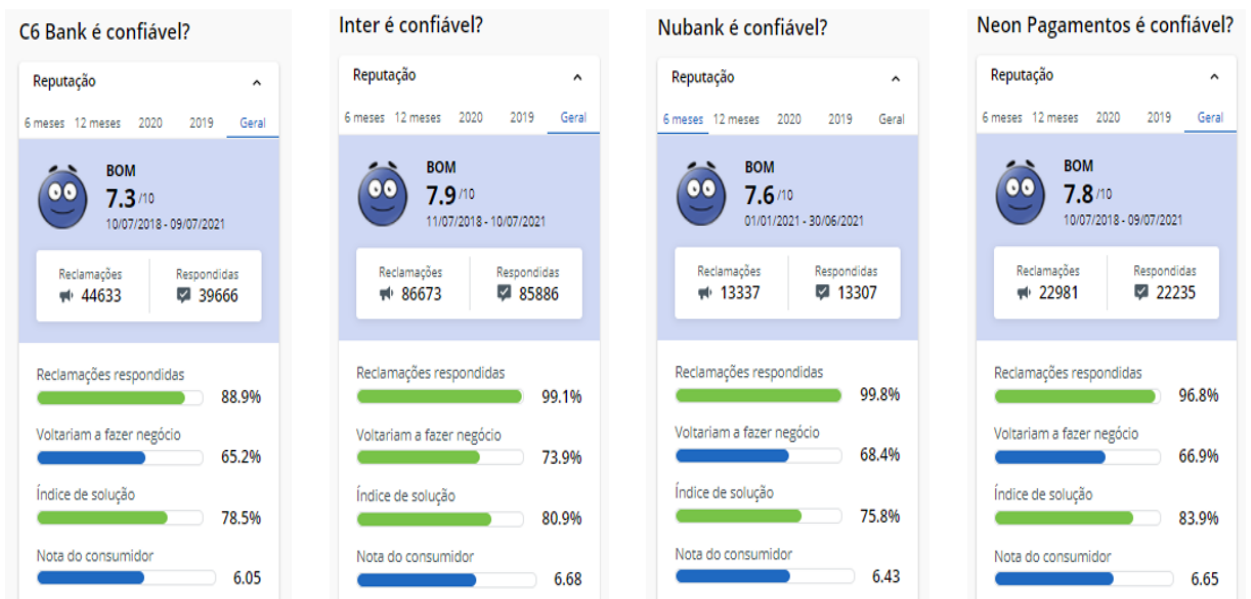 C6 Bank é confiável?
Reputação
6 meses 12 meses 2020 2019 Geral
BOM
7.3 /10
10/07/2018 - 09/07/2021
Reclamações Respondidas
44633 39666
Reclamações respondidas
88.9%
Voltariam a fazer negócio
65.2%
Índice de solução
78.5%
Nota do consumidor
6.05
Inter é confiável?
Reputação
6 meses 12 meses 2020 2019 Geral
BOM
7.9 /10
11/07/2018 - 10/07/2021
Reclamações Respondidas
86673 85886
Reclamações respondidas
99.1%
Voltariam a fazer negócio
73.9%
Índice de solução
80.9%
Nota do consumidor
6.68
Nubank é confiável?
Reputação
6 meses 12 meses 2020 2019 Geral
BOM
7.6 /10
01/01/2021 - 30/06/2021
Reclamações Respondidas
13337 13307
Reclamações respondidas
99.8%
Voltariam a fazer negócio
68.4%
Índice de solução
75.8%
Nota do consumidor
6.43
Neon Pagamentos é confiável?
Reputação
6 meses 12 meses 2020 2019 Geral
BOM
7.8 /10
10/07/2018 - 09/07/2021
Reclamações Respondidas
22981 22235
Reclamações respondidas
96.8%
Voltariam a fazer negócio
66.9%
Índice de solução
83.9%
Nota do consumidor
6.65